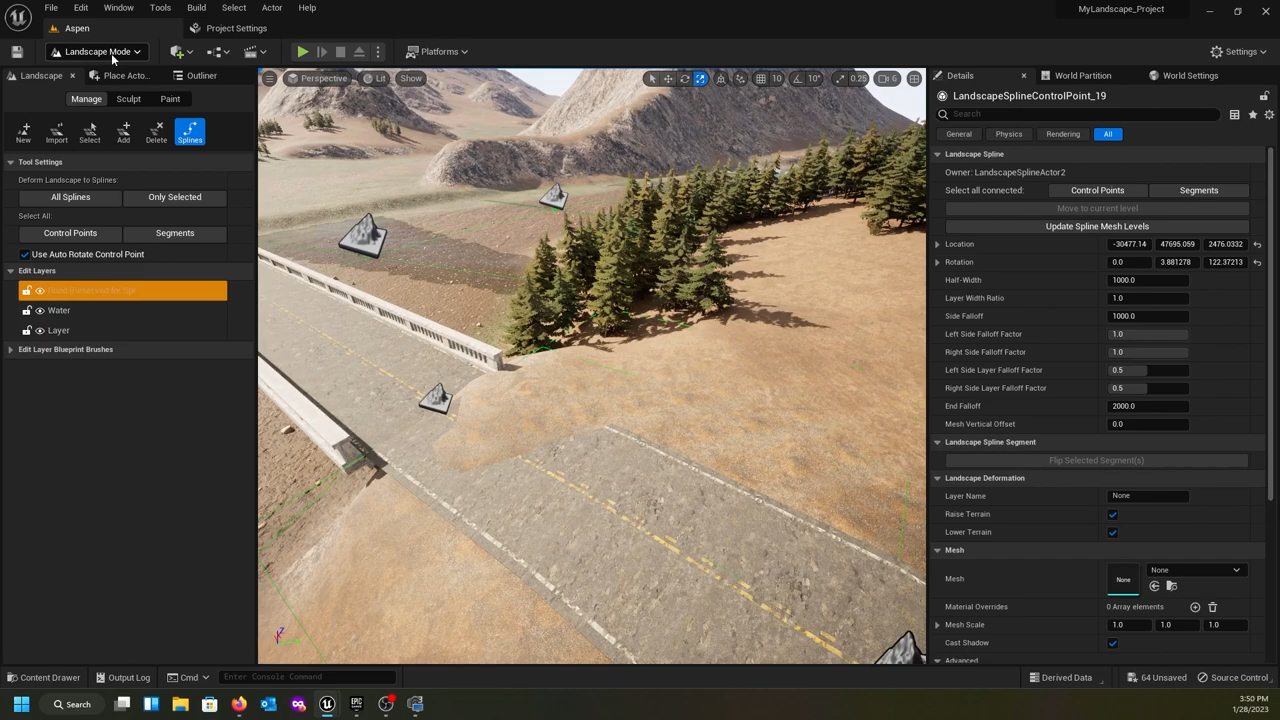 File Edit Window Tools Build Select Actor Help
MyLandscape_Project
Aspen
Project Settings
Landscape Mode
Platforms
Settings
Landscape
Place Acto...
Outliner
Manage Sculpt Paint
New Import Select Add Delete Splines
Tool Settings
Deform Landscape to Splines:
All Splines Only Selected
Select All:
Control Points Segments
Use Auto Rotate Control Point
Edit Layers
Water
Layer
Edit Layer Blueprint Brushes
Perspective Lit Show
10 10° 0.25 6
Details
World Partition
World Settings
LandscapeSplineControlPoint_19
Search
General Physics Rendering All
Landscape Spline
Owner: LandscapeSplineActor2
Select all connected: Control Points Segments
Move to current level
Update Spline Mesh Levels
Location -30477.14 47695.059 2476.0332
Rotation 0.0 3.881278 122.37213
Half-Width 1000.0
Layer Width Ratio 1.0
Side Falloff 1000.0
Left Side Falloff Factor 1.0
Right Side Falloff Factor 1.0
Left Side Layer Falloff Factor 0.5
Right Side Layer Falloff Factor 0.5
End Falloff 2000.0
Mesh Vertical Offset 0.0
Landscape Spline Segment
Flip Selected Segment(s)
Landscape Deformation
Layer Name None
Raise Terrain
Lower Terrain
Mesh
Mesh None None
Material Overrides 0 Array elements
Mesh Scale 1.0 1.0 1.0
Cast Shadow
Advanced
Content Drawer Output Log Cmd Enter Console Command
Derived Data 64 Unsaved Source Control
Search
3:50 PM
1/28/2023